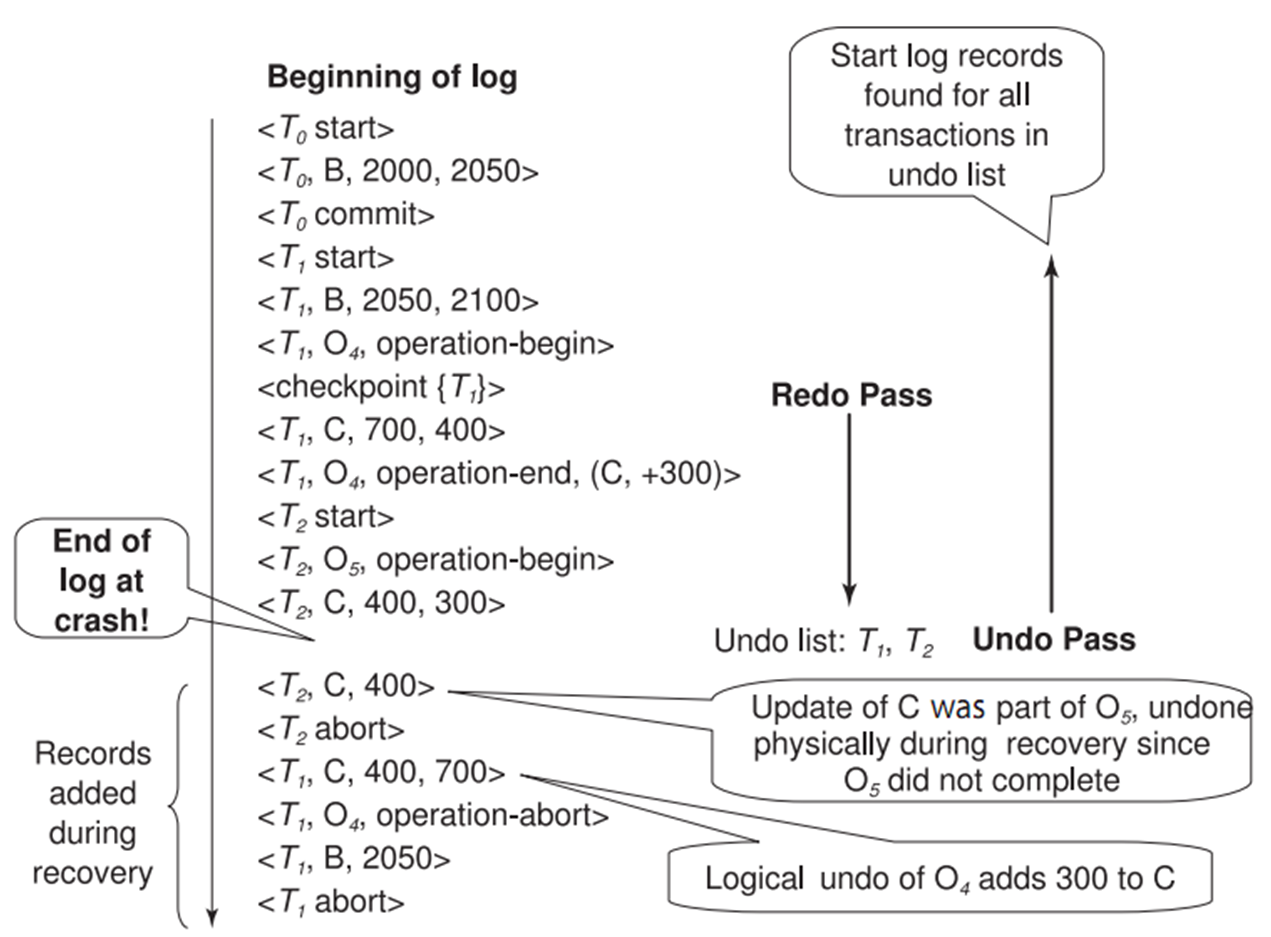 Beginning of log
<T0 start>
<T0, B, 2000, 2050>
<T0 commit>
<T1 start>
<T1, B, 2050, 2100>
<T1, O4, operation-begin>
<checkpoint {T1}>
<T1, C, 700, 400>
<T1, O4, operation-end, (C, +300)>
<T2 start>
<T2, O5, operation-begin>
<T2, C, 400, 300>
End of
log at
crash!
Start log records
found for all
transactions in
undo list
Redo Pass
Undo list: T1, T2
Undo Pass
Records
added
during
recovery
<T2, C, 400>
<T2 abort>
<T1, C, 400, 700>
<T1, O4, operation-abort>
<T1, B, 2050>
<T1 abort>
Update of C was part of O5, undone
physically during recovery since
O5 did not complete
Logical undo of O4 adds 300 to C